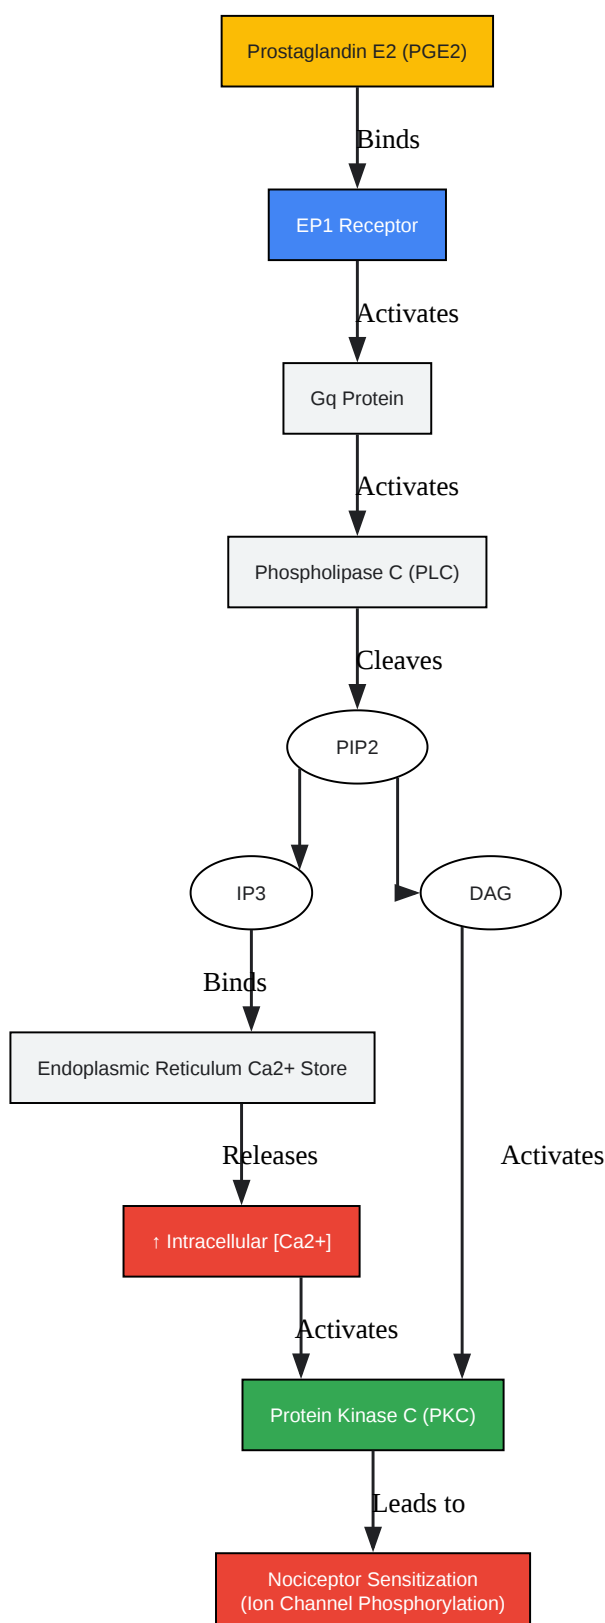 Prostaglandin E2 (PGE2)
Binds
EP1 Receptor
Activates
Gq Protein
Activates
Phospholipase C (PLC)
Cleaves
PIP2
IP3
DAG
Binds
Endoplasmic Reticulum Ca2+ Store
Releases
Activates
↑ Intracellular [Ca2+]
Activates
Protein Kinase C (PKC)
Leads to
Nociceptor Sensitization
(Ion Channel Phosphorylation)